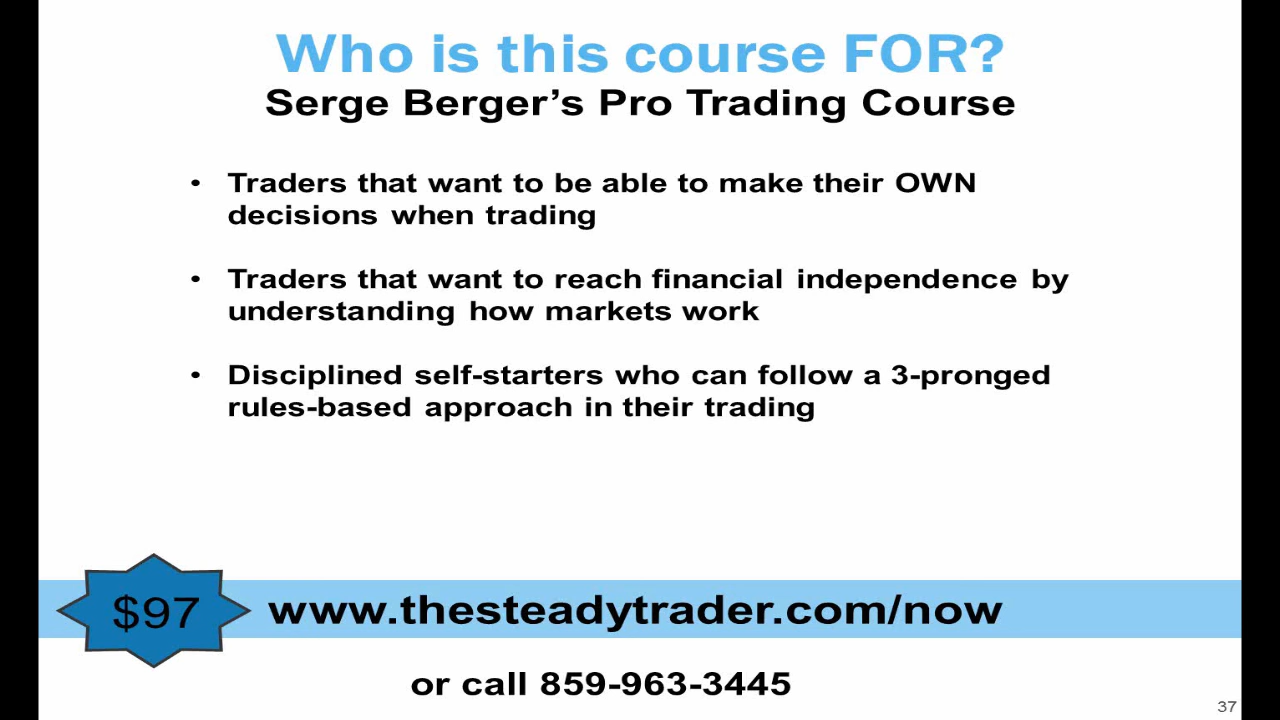 Who is this course FOR?
Serge Berger’s Pro Trading Course
• Traders that want to be able to make their OWN
decisions when trading
• Traders that want to reach financial independence by
understanding how markets work
• Disciplined self-starters who can follow a 3-pronged
rules-based approach in their trading
$97
www.thesteadytrader.com/now
or call 859-963-3445
37